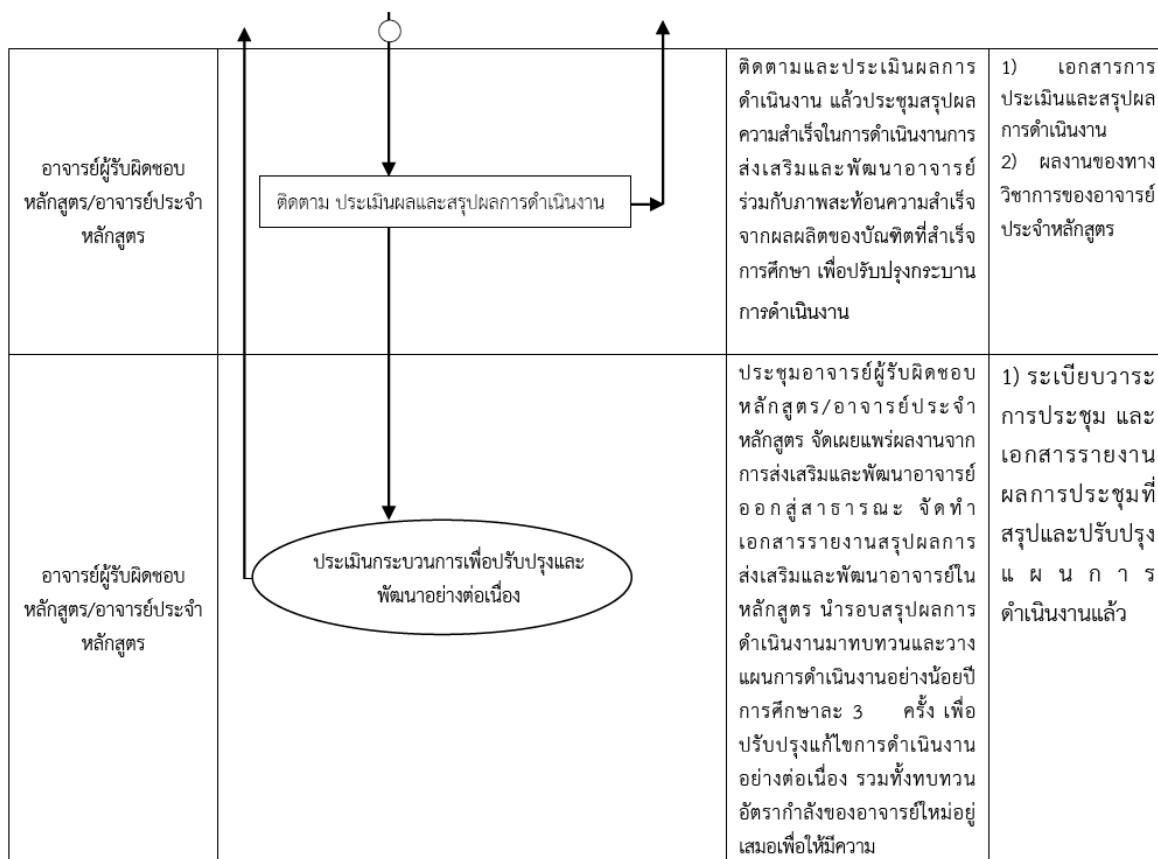 อาจารย์ผู้รับผิดชอบ
หลักสูตร/อาจารย์ประจำ
หลักสูตร
ติดตาม ประเมินผลและสรุปผลการดำเนินงาน
ติดตามและประเมินผลการ
ดำเนินงาน แล้วประชุมสรุปผล
ความสำเร็จในการดำเนินงานการ
ส่งเสริมและพัฒนาอาจารย์
ร่วมกับภาพสะท้อนความสำเร็จ
จากผลผลิตของบัณฑิตที่สำเร็จ
การศึกษา เพื่อปรับปรุงกระบาน
การดำเนินงาน
1) เอกสารการ
ประเมินและสรุปผล
การดำเนินงาน
2) ผลงานของทาง
วิชาการของอาจารย์
ประจำหลักสูตร
อาจารย์ผู้รับผิดชอบ
หลักสูตร/อาจารย์ประจำ
หลักสูตร
ประเมินกระบวนการเพื่อปรับปรุงและ
พัฒนาอย่างต่อเนื่อง
ประชุมอาจารย์ผู้รับผิดชอบ
หลักสูตร/อาจารย์ประจำ
หลักสูตร จัดเผยแพร่ผลงานจาก
การส่งเสริมและพัฒนาอาจารย์
ออกสู่สาธารณะ จัดทำ
เอกสารรายงานสรุปผลการ
ส่งเสริมและพัฒนาอาจารย์ใน
หลักสูตร นำรอบสรุปผลการ
ดำเนินงานมาทบทวนและวาง
แผนการดำเนินงานอย่างน้อยปี
การศึกษาละ 3 ครั้ง เพื่อ
ปรับปรุงแก้ไขการดำเนินงาน
อย่างต่อเนื่อง รวมทั้งทบทวน
อัตรากำลังของอาจารย์ใหม่อยู่
เสมอเพื่อให้มีความ
1) ระเบียบวาระ
การประชุม และ
เอกสารรายงาน
ผลการประชุมที่
สรุปและปรับปรุง
แผนการ
ดำเนินงานแล้ว